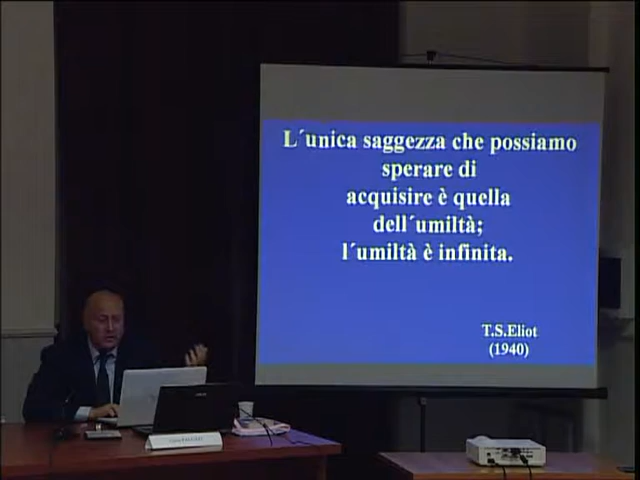 L´unica saggezza che possiamo
sperare di
acquisire è quella
dell´umiltà;
l´umiltà è infinita.
T.S.Eliot
(1940)